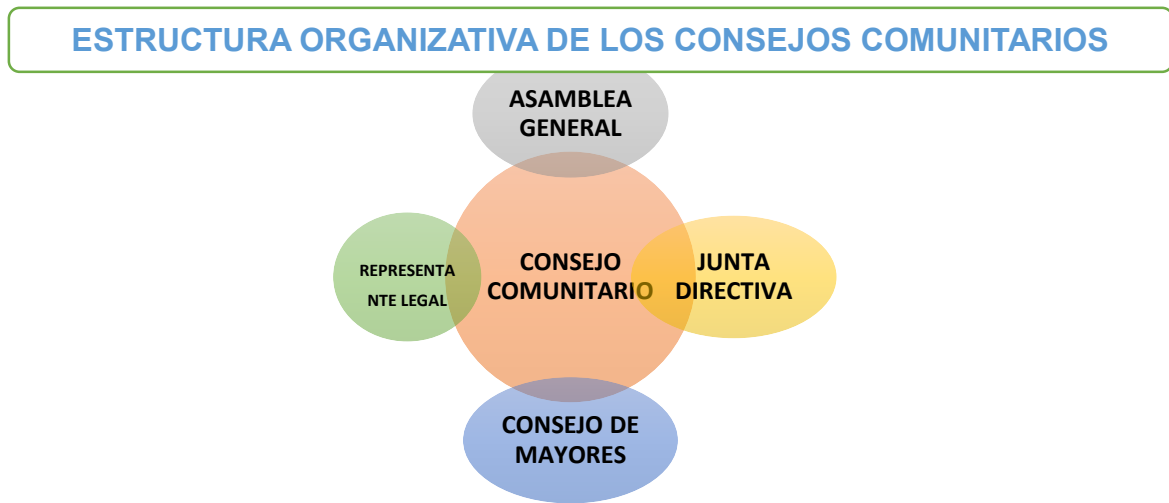 ESTRUCTURA ORGANIZATIVA DE LOS CONSEJOS COMUNITARIOS
ASAMBLEA
GENERAL
REPRESENTA
NTE LEGAL
CONSEJO
COMUNITARIO
JUNTA
DIRECTIVA
CONSEJO DE
MAYORES